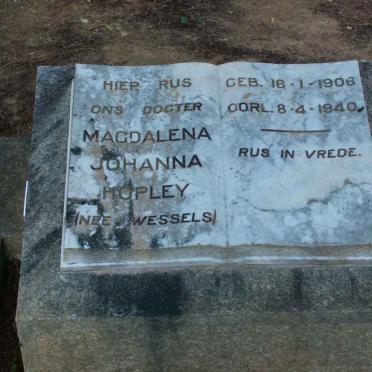 HIER RUS
ONS DOGTER
MAGDALENA
JOHANNA
HOPLEY
(NEE WESSELS)
GEB. 16-1-1906
OORL. 8-4-1940
RUS IN VREDE.